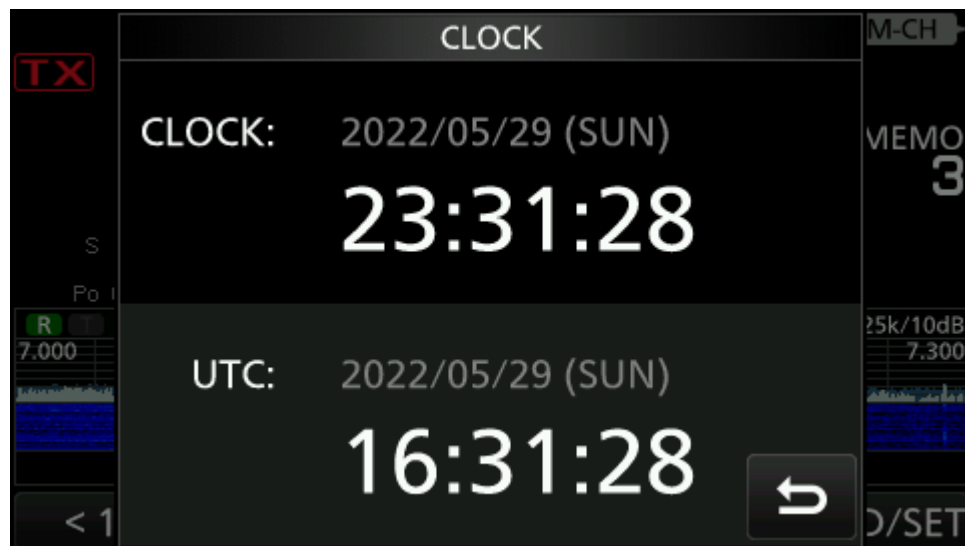 CLOCK
M-CH
TX
CLOCK: 2022/05/29 (SUN)
MEMO
23:31:28
3
S
Po
R T
25k/10dB
7.000
7.300
UTC: 2022/05/29 (SUN)
16:31:28
< 1
D/SET